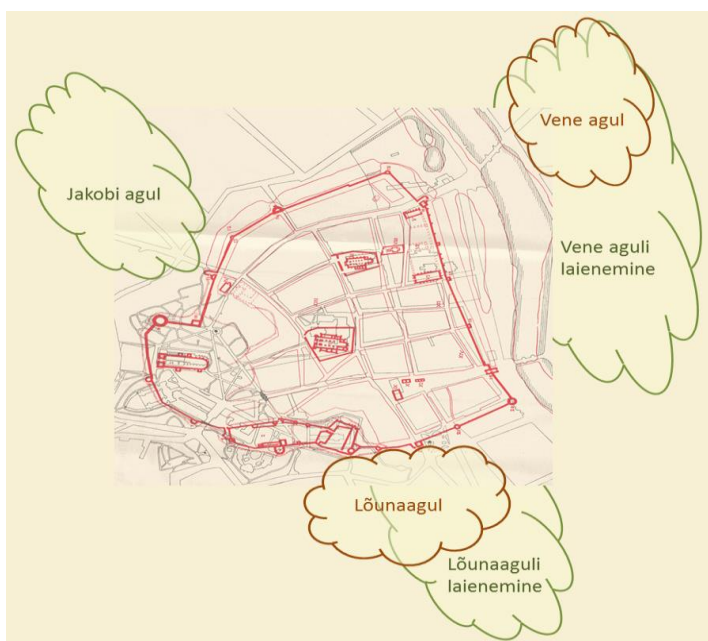 Vene agul
Jakobi agul
Vene aguli
laienemine
Lõunaagul
Lõunaaguli
laienemine